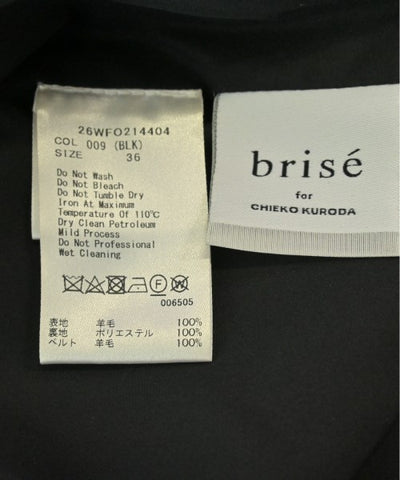 26WFO214404
COL 009 (BLK)
SIZE 36
Do Not Wash
Do Not Bleach
Do Not Tumble Dry
Iron At Maximum
Temperature Of 110℃
Dry Clean Petroleum
Mild Process
Do Not Professional
Wet Cleaning
006505
表地 羊毛 100%
裏地 ポリエステル 100%
ベルト 羊毛 100%
brisé
for
CHIEKO KURODA